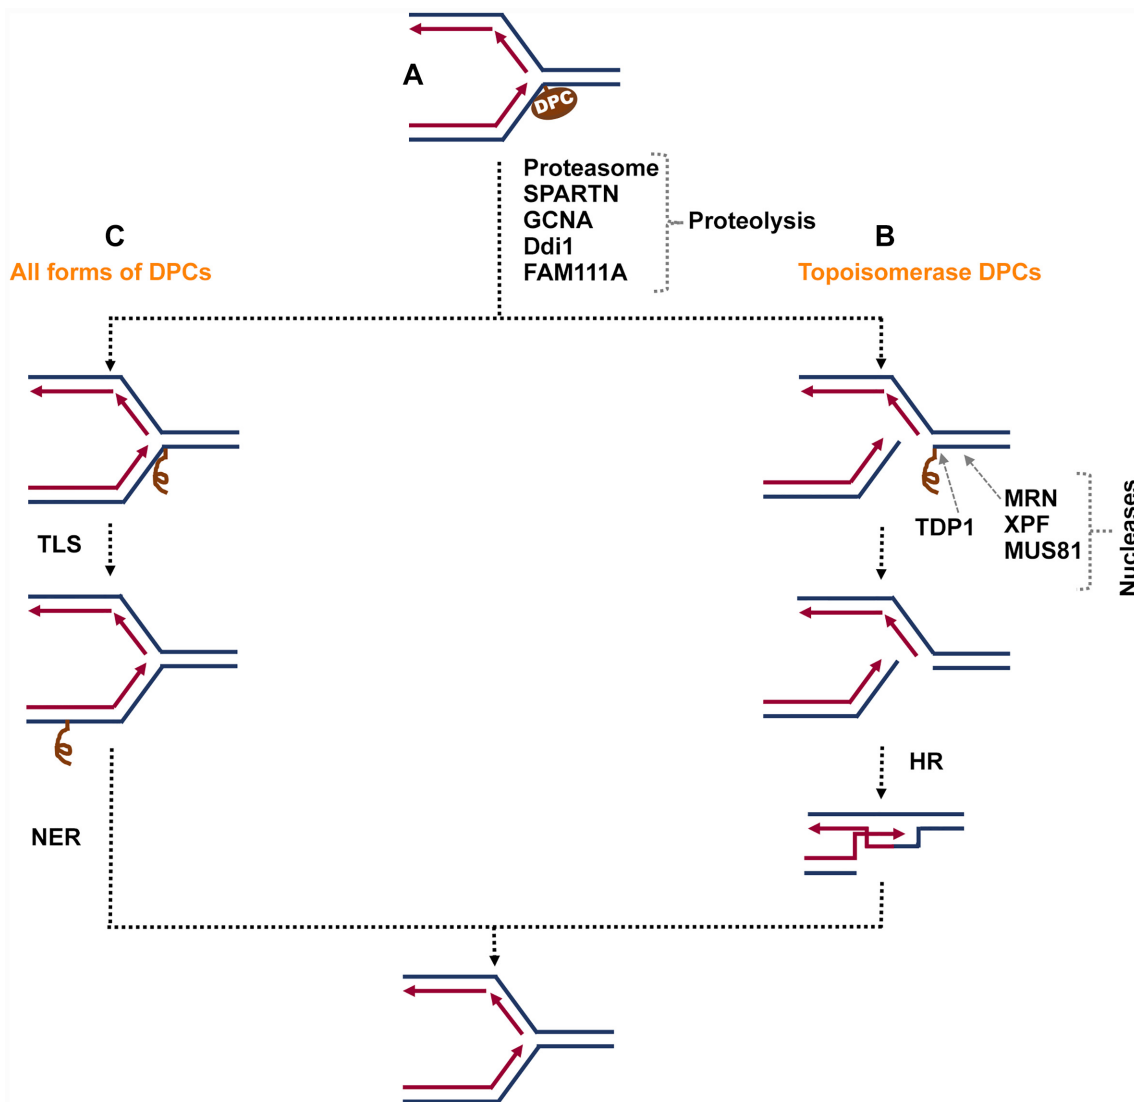 A
DPC
Proteasome
SPARTN
GCNA
Ddi1
FAM111A
Proteolysis
C
All forms of DPCs
B
Topoisomerase DPCs
TLS
TDP1
MRN
XPF
MUS81
Nucleases
HR
NER